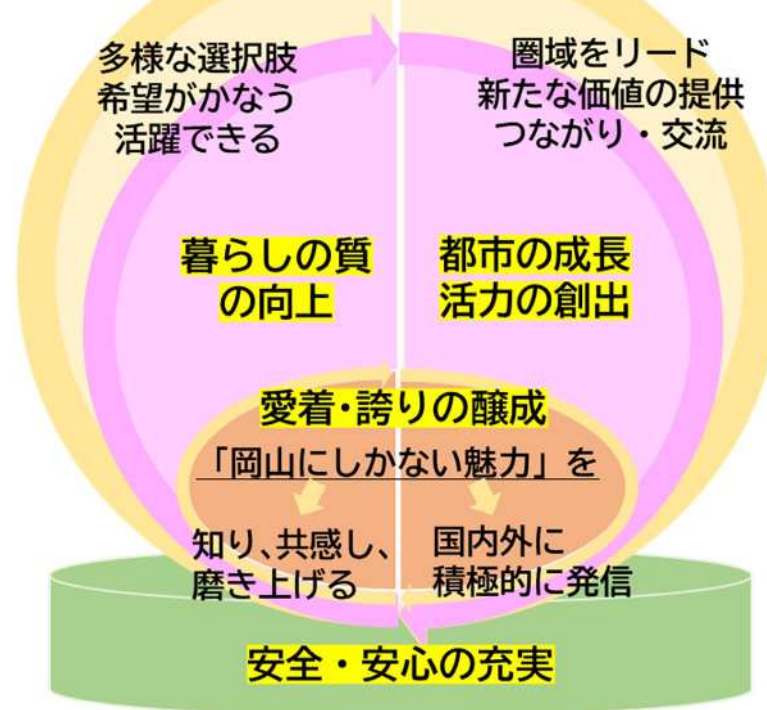 多様な選択肢
希望がかなう
活躍できる
圏域をリード
新たな価値の提供
つながり・交流
暮らしの質
の向上
都市の成長
活力の創出
愛着・誇りの醸成
「岡山にしかない魅力」を
知り、共感し、
磨き上げる
国内外に
積極的に発信
安全・安心の充実